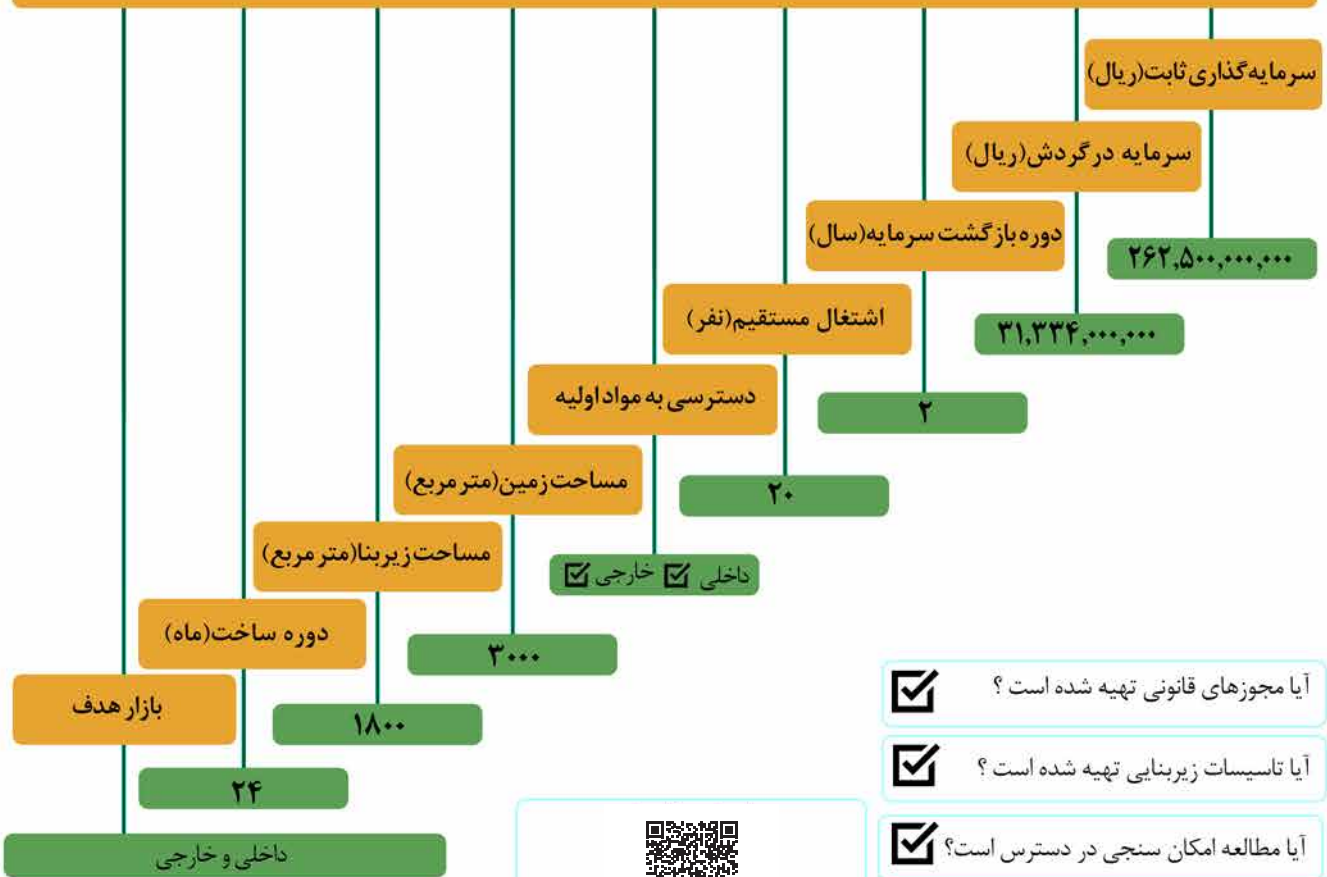 سرمایه‌گذاری ثابت(ریال)
۲۶۲,۵۰۰,۰۰۰,۰۰۰
سرمایه در گردش(ریال)
۳۱,۳۳۴,۰۰۰,۰۰۰
دوره بازگشت سرمایه(سال)
۲
اشتغال مستقیم(نفر)
۲۰
دسترسی به مواد اولیه
داخلی ☑ خارجی ☑
مساحت زمین(متر مربع)
۳۰۰۰
مساحت زیربنا(متر مربع)
۱۸۰۰
دوره ساخت(ماه)
۲۴
بازار هدف
داخلی و خارجی
آیا مجوزهای قانونی تهیه شده است ؟ ☑
آیا تاسیسات زیربنایی تهیه شده است ؟ ☑
آیا مطالعه امکان سنجی در دسترس است؟ ☑